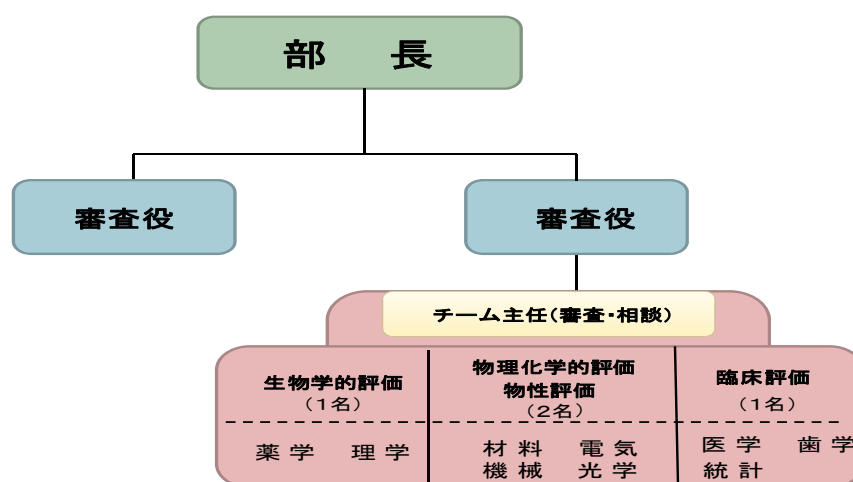 部 長
審査役
審査役
チーム主任(審査・相談)
生物学的評価
(1名)
薬学 理学
物理化学的評価
物性評価
(2名)
材料 電気
機械 光学
臨床評価
(1名)
医学 歯学
統計